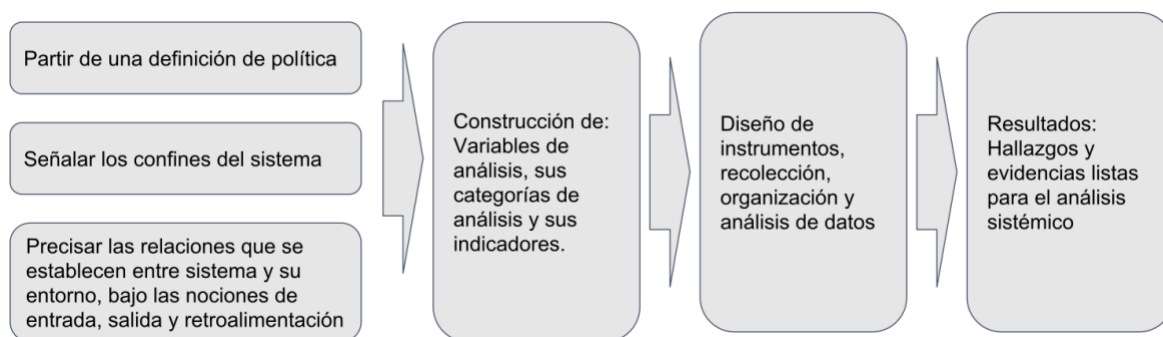 Partir de una definición de política
Señalar los confines del sistema
Precisar las relaciones que se
establecen entre sistema y su
entorno, bajo las nociones de
entrada, salida y retroalimentación
Construcción de:
Variables de
análisis, sus
categorías de
análisis y sus
indicadores.
Diseño de
instrumentos,
recolección,
organización y
análisis de datos
Resultados:
Hallazgos y
evidencias listas
para el análisis
sistémico